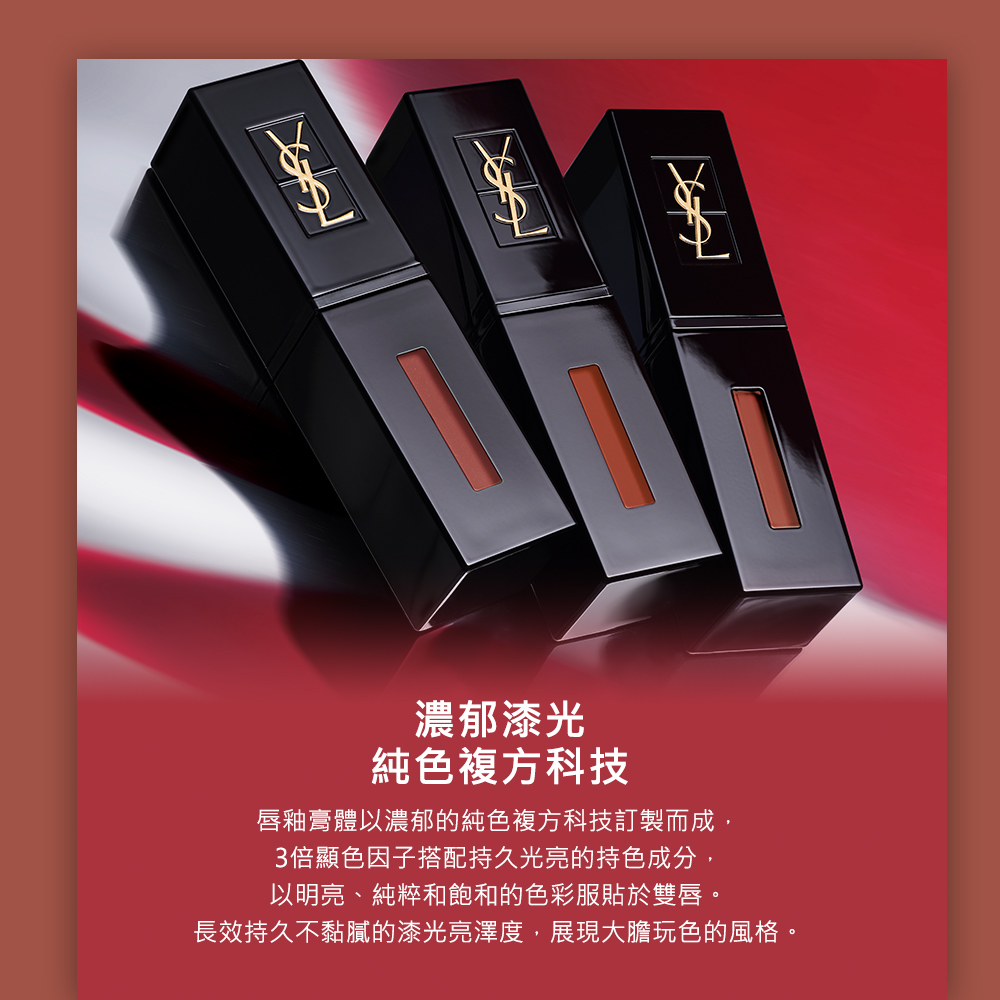 YSL
YSL
YSL
濃郁漆光
純色複方科技
唇釉膏體以濃郁的純色複方科技訂製而成，
3倍顯色因子搭配持久光亮的持色成分，
以明亮、純粹和飽和的色彩服貼於雙唇。
長效持久不黏膩的漆光亮澤度，展現大膽玩色的風格。